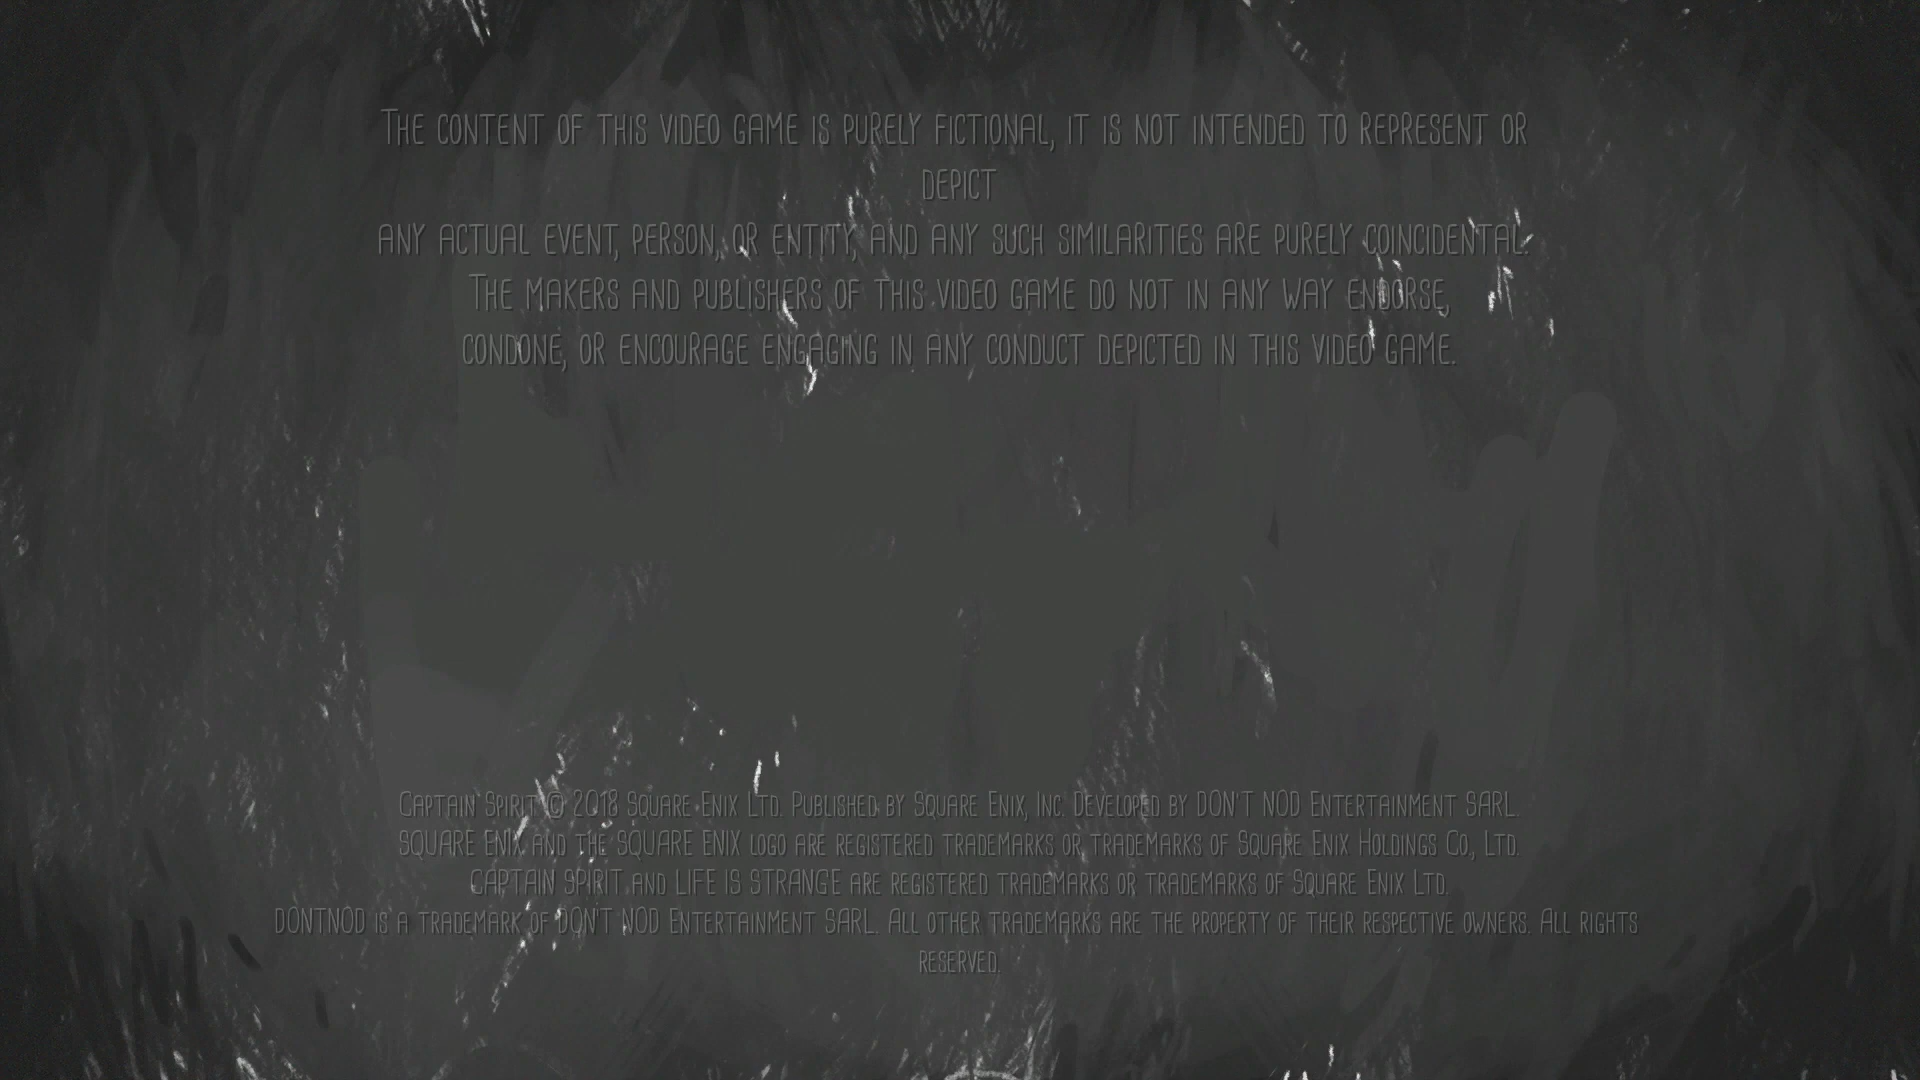 The content of this video game is purely fictional, it is not intended to represent or
depict
any actual event, person, or entity, and any such similarities are purely coincidental.
The makers and publishers of this video game do not in any way endorse,
condone, or encourage engaging in any conduct depicted in this video game.
Captain Spirit © 2018 Square Enix Ltd. Published by Square Enix, Inc. Developed by DON'T NOD Entertainment SARL.
SQUARE ENIX and the SQUARE ENIX logo are registered trademarks or trademarks of Square Enix Holdings Co., Ltd.
CAPTAIN SPIRIT and LIFE IS STRANGE are registered trademarks or trademarks of Square Enix Ltd.
DONTNOD is a trademark of DON'T NOD Entertainment SARL. All other trademarks are the property of their respective owners. All rights
reserved.